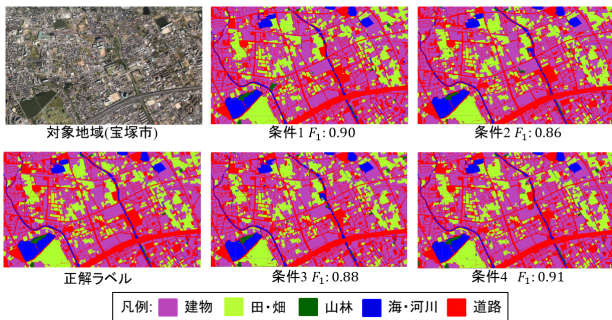 対象地域(宝塚市)
条件1 F₁: 0.90
条件2 F₁: 0.86
正解ラベル
条件3 F₁: 0.88
条件4 F₁: 0.91
凡例: 建物 田・畑 山林 海・河川 道路